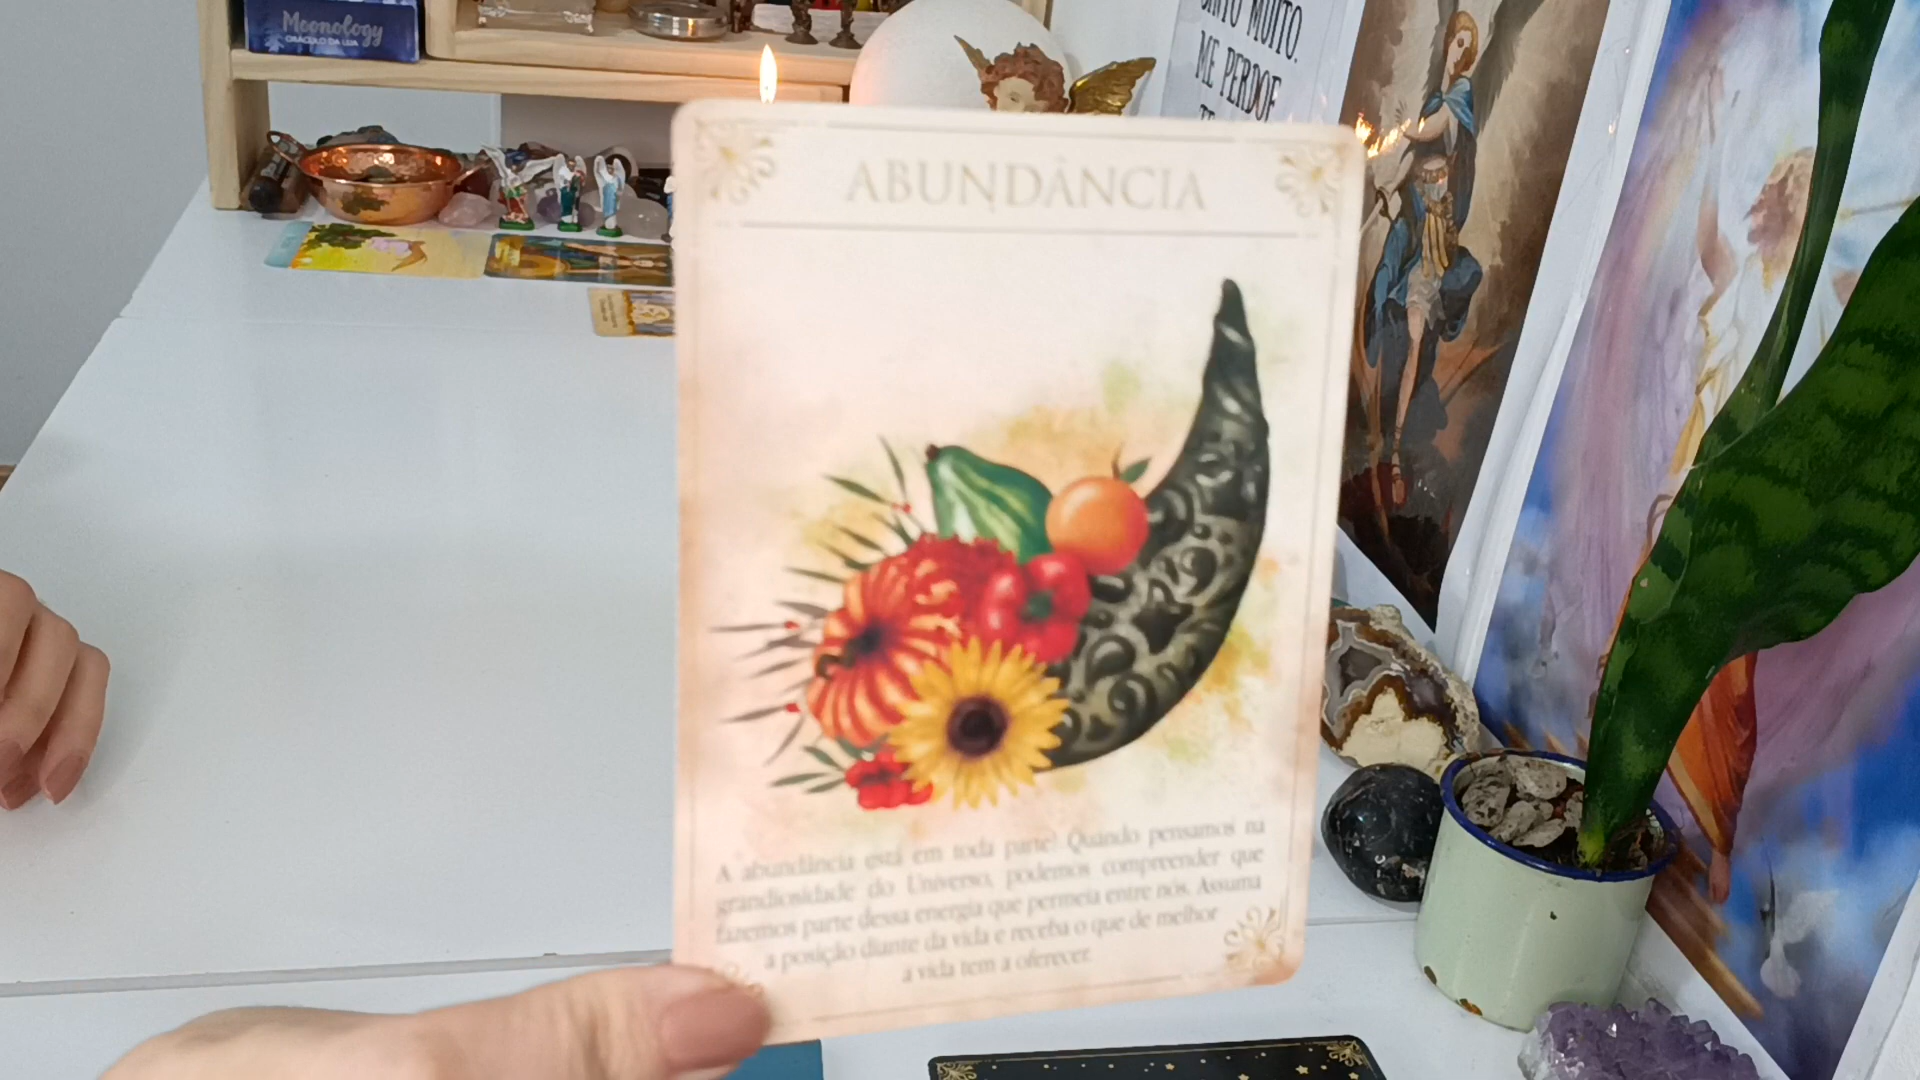 Moonology
ORÁCULO DA LUA
MUITO.
ME PERDOE
ABUNDÂNCIA
A abundância está em toda parte! Quando pensamos na
grandiosidade do Universo, podemos compreender que
fazemos parte dessa energia que permeia entre nós. Assuma
a posição diante da vida e receba o que de melhor
a vida tem a oferecer.